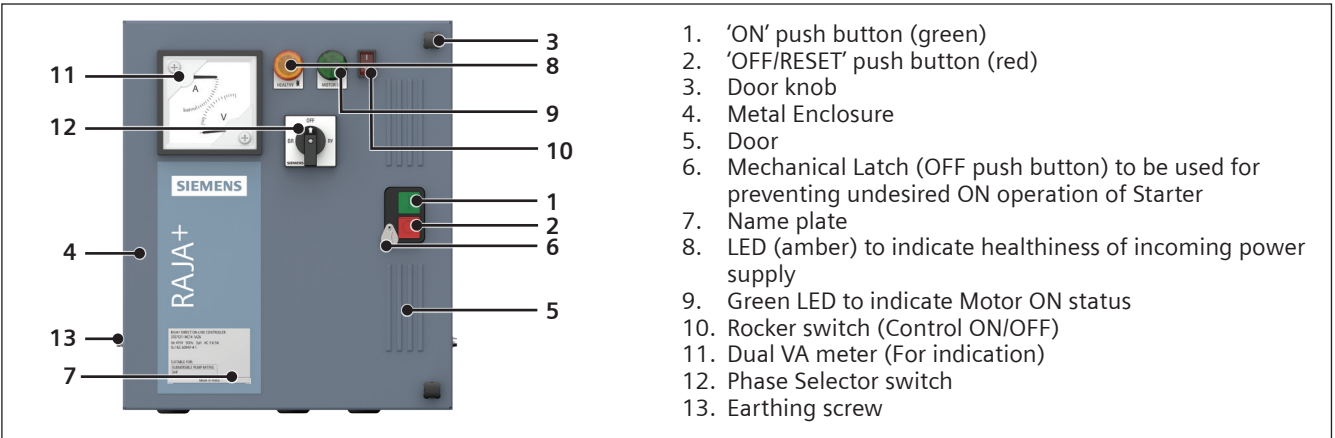 3
8
9
10
1
2
6
5
11
12
4
13
7
A
V
HEALTHY
MOTOR
OFF
BR
RY
SIEMENS
SIEMENS
RAJA+
SUITABLE FOR:
SUBMERSIBLE PUMP RATING
Made in India
1. ‘ON’ push button (green)
2. ‘OFF/RESET’ push button (red)
3. Door knob
4. Metal Enclosure
5. Door
6. Mechanical Latch (OFF push button) to be used for
preventing undesired ON operation of Starter
7. Name plate
8. LED (amber) to indicate healthiness of incoming power
supply
9. Green LED to indicate Motor ON status
10. Rocker switch (Control ON/OFF)
11. Dual VA meter (For indication)
12. Phase Selector switch
13. Earthing screw